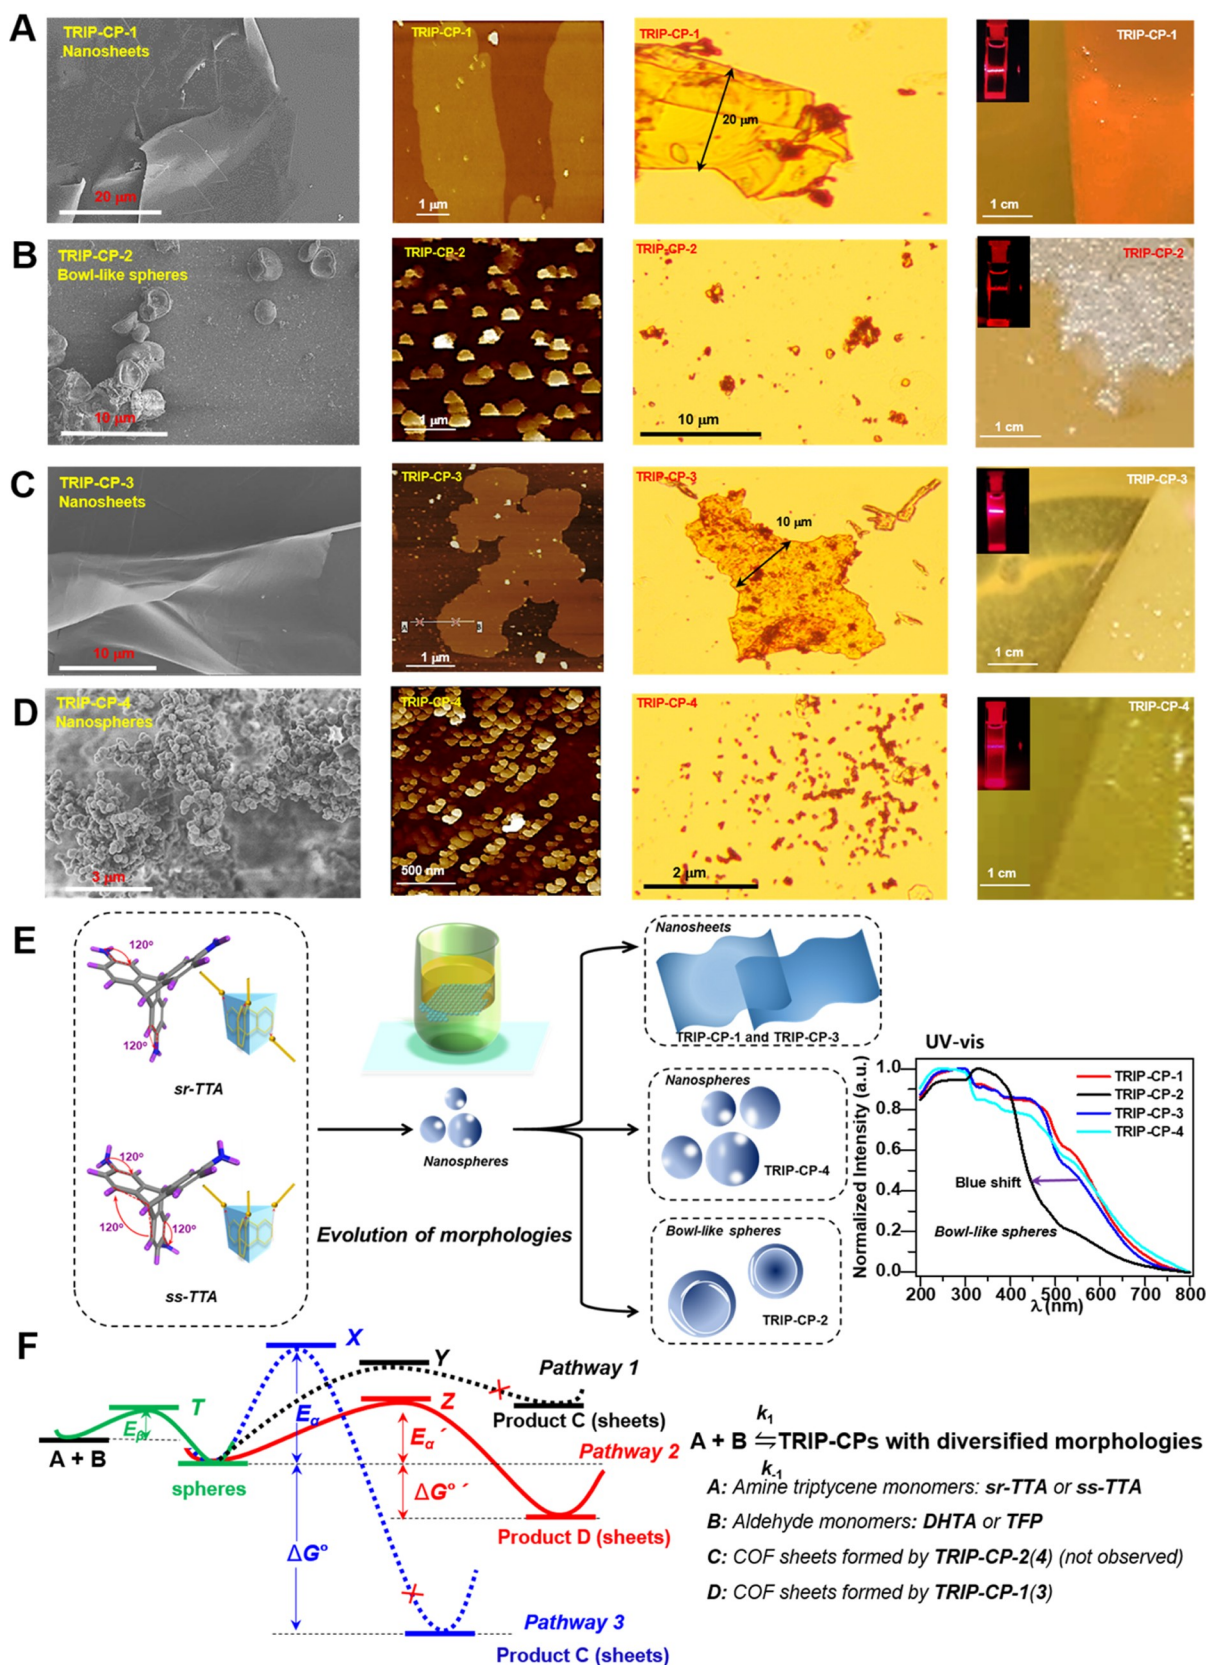 A
TRIP-CP-1
Nanosheets
20 μm
TRIP-CP-1
1 μm
TRIP-CP-1
20 μm
TRIP-CP-1
1 cm
B
TRIP-CP-2
Bowl-like spheres
10 μm
TRIP-CP-2
1 μm
TRIP-CP-2
10 μm
TRIP-CP-2
1 cm
C
TRIP-CP-3
Nanosheets
10 μm
TRIP-CP-3
A
B
1 μm
TRIP-CP-3
10 μm
TRIP-CP-3
1 cm
D
TRIP-CP-4
Nanospheres
3 μm
TRIP-CP-4
500 nm
TRIP-CP-4
2 μm
TRIP-CP-4
1 cm
E
120°
120°
sr-TTA
120°
120°
120°
ss-TTA
Nanospheres
Evolution of morphologies
Nanosheets
TRIP-CP-1 and TRIP-CP-3
Nanospheres
TRIP-CP-4
Bowl-like spheres
TRIP-CP-2
UV-vis
Normalized Intensity (a.u.)
1.0
0.8
0.6
0.4
0.2
0.0
TRIP-CP-1
TRIP-CP-2
TRIP-CP-3
TRIP-CP-4
Blue shift
Bowl-like spheres
200 300 400 500 600 700 800
λ (nm)
F
X
Y
Pathway 1
T
Z
Product C (sheets)
Eβ
Eα
Eα´
A + B
Pathway 2
spheres
ΔG°´
Product D (sheets)
ΔG°
Pathway 3
Product C (sheets)
k1
A + B ⇋ TRIP-CPs with diversified morphologies
k-1
A: Amine triptycene monomers: sr-TTA or ss-TTA
B: Aldehyde monomers: DHTA or TFP
C: COF sheets formed by TRIP-CP-2(4) (not observed)
D: COF sheets formed by TRIP-CP-1(3)